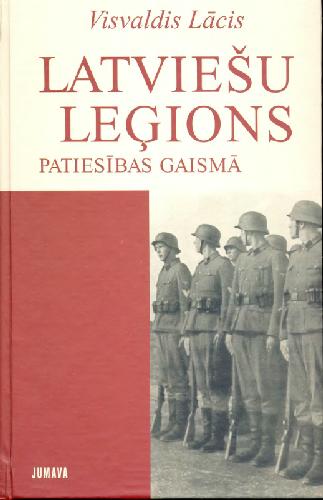 Visvaldis Lācis
LATVIEŠU
LEĢIONS
PATIESĪBAS GAISMĀ
JUMAVA